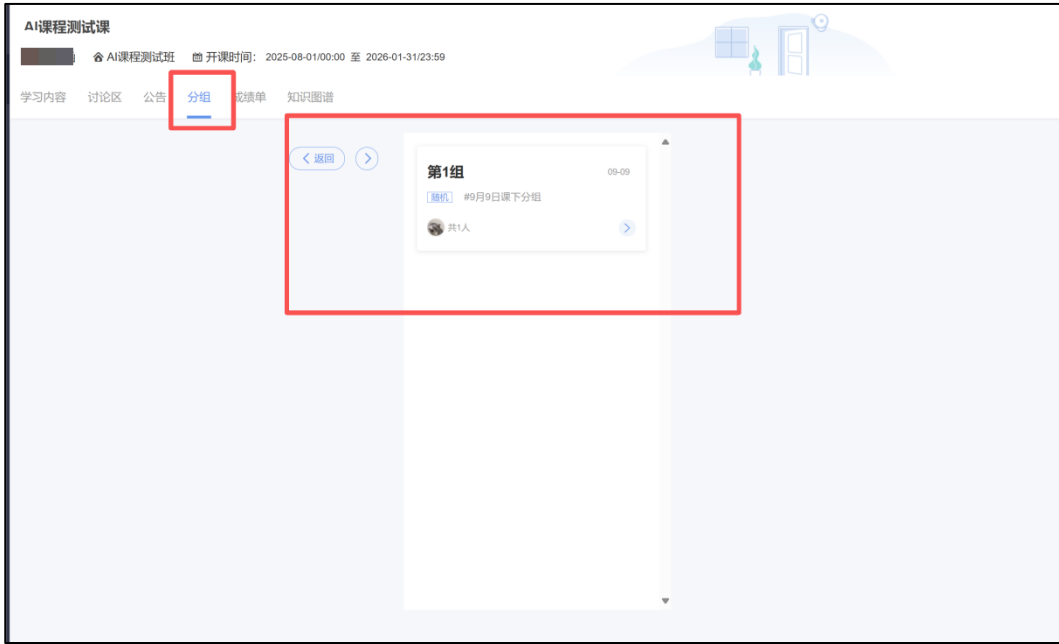 AI课程测试课
AI课程测试班 开课时间： 2025-08-01/00:00 至 2026-01-31/23:59
学习内容 讨论区 公告 分组 成绩单 知识图谱
返回
第1组 09-09
随机 #9月9日课下分组
共1人